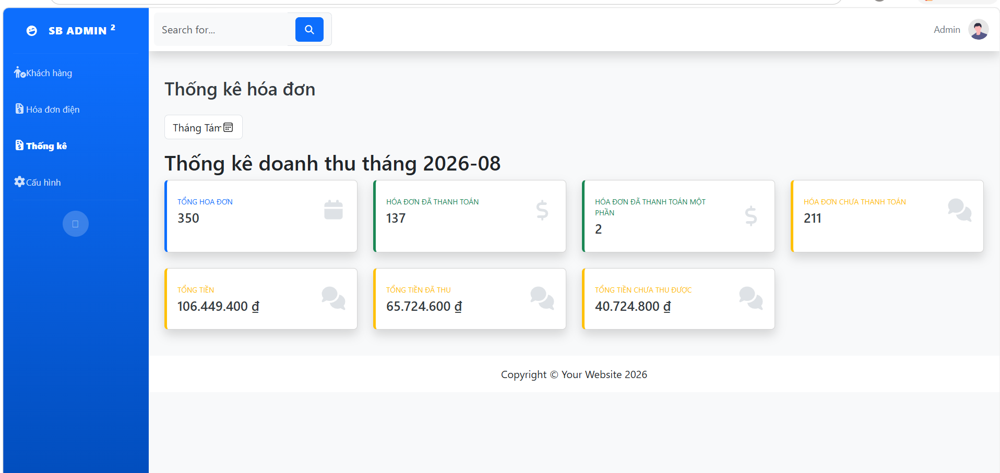 SB ADMIN 2
Search for...
Admin
Khách hàng
Hóa đơn điện
Thống kê
Cấu hình
Thống kê hóa đơn
Tháng Tám
Thống kê doanh thu tháng 2026-08
TỔNG HOA ĐƠN
350
HÓA ĐƠN ĐÃ THANH TOÁN
137
HÓA ĐƠN ĐÃ THANH TOÁN MỘT
PHẦN
2
HÓA ĐƠN CHƯA THANH TOÁN
211
TỔNG TIỀN
106.449.400 ₫
TỔNG TIỀN ĐÃ THU
65.724.600 ₫
TỔNG TIỀN CHƯA THU ĐƯỢC
40.724.800 ₫
Copyright © Your Website 2026